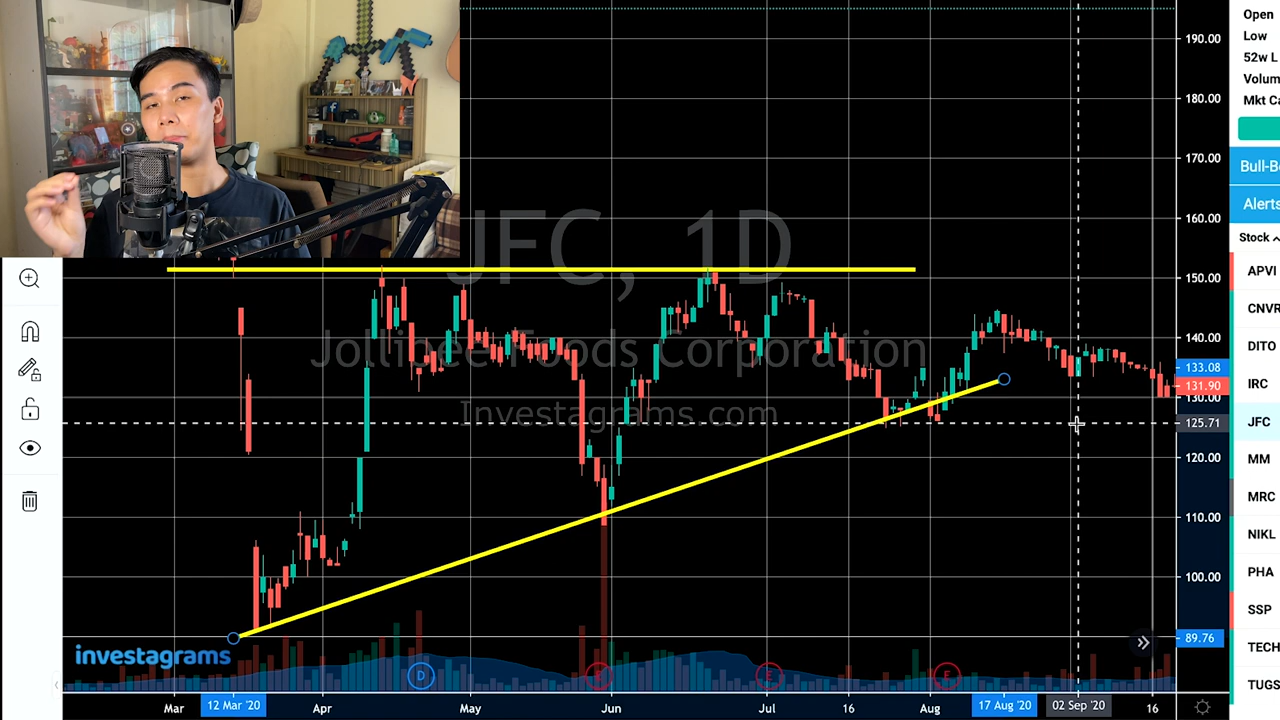 Open
Low
52w L
Volum
Mkt Ca
Bull-Be
Alerts
Stock
APVI
CNVR
DITO
IRC
JFC
MM
MRC
NIKL
PHA
SSP
TECH
TUGS
190.00
180.00
170.00
160.00
150.00
140.00
133.08
131.90
130.00
125.71
120.00
110.00
100.00
89.76
JFC, 1D
Jollibee Foods Corporation
Investagrams.com
investagrams
D
E
E
E
Mar
12 Mar '20
Apr
May
Jun
Jul
16
Aug
17 Aug '20
02 Sep '20
16